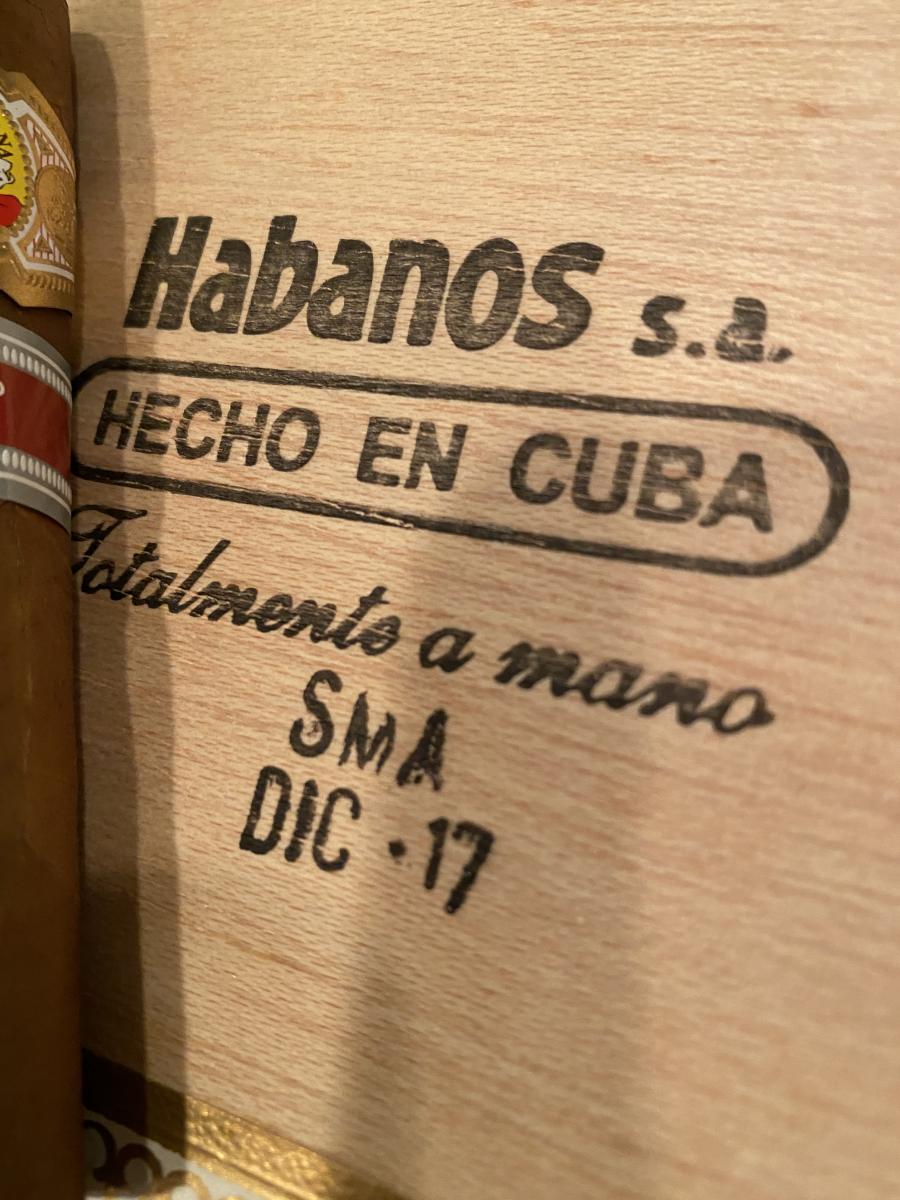 Habanos s.a.
HECHO EN CUBA
Totalmente a mano
SMA
DIC · 17